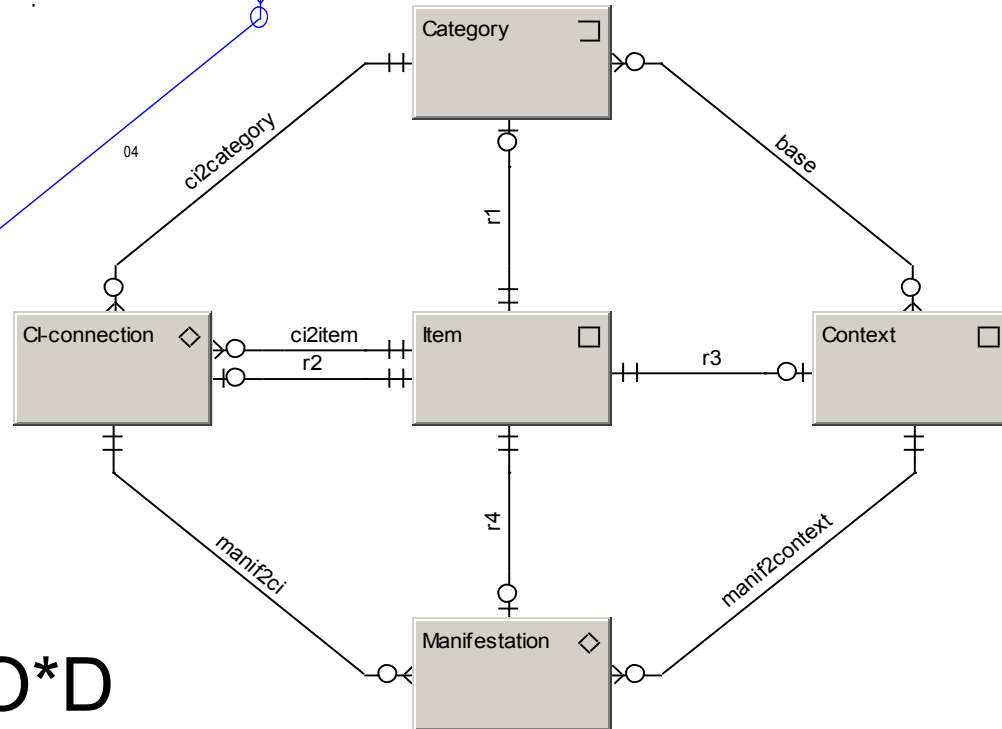 Category
ci2category
04
base
r1
CI-connection
ci2item
Item
r2
r3
Context
r4
manif2ci
manif2context
Manifestation
O*D